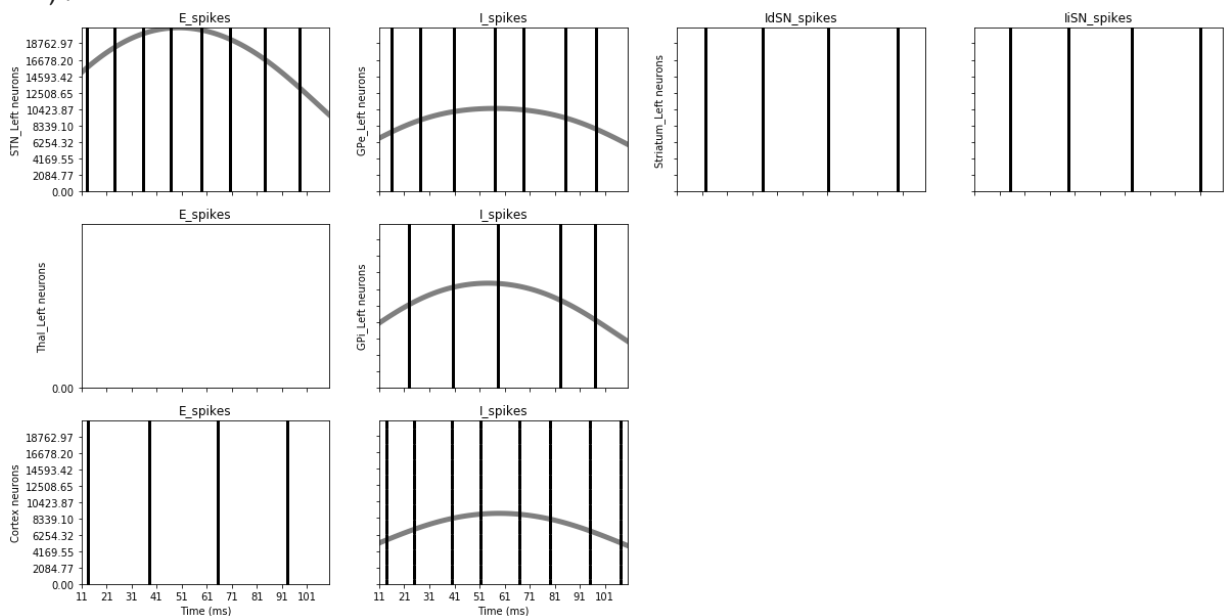 E_spikes
I_spikes
IdSN_spikes
IiSN_spikes
STN_Left neurons
18762.97
16678.20
14593.42
12508.65
10423.87
8339.10
6254.32
4169.55
2084.77
0.00
GPe_Left neurons
Striatum_Left neurons
E_spikes
I_spikes
Thal_Left neurons
0.00
GPi_Left neurons
E_spikes
I_spikes
Cortex neurons
18762.97
16678.20
14593.42
12508.65
10423.87
8339.10
6254.32
4169.55
2084.77
0.00
11 21 31 41 51 61 71 81 91 101
Time (ms)
11 21 31 41 51 61 71 81 91 101
Time (ms)